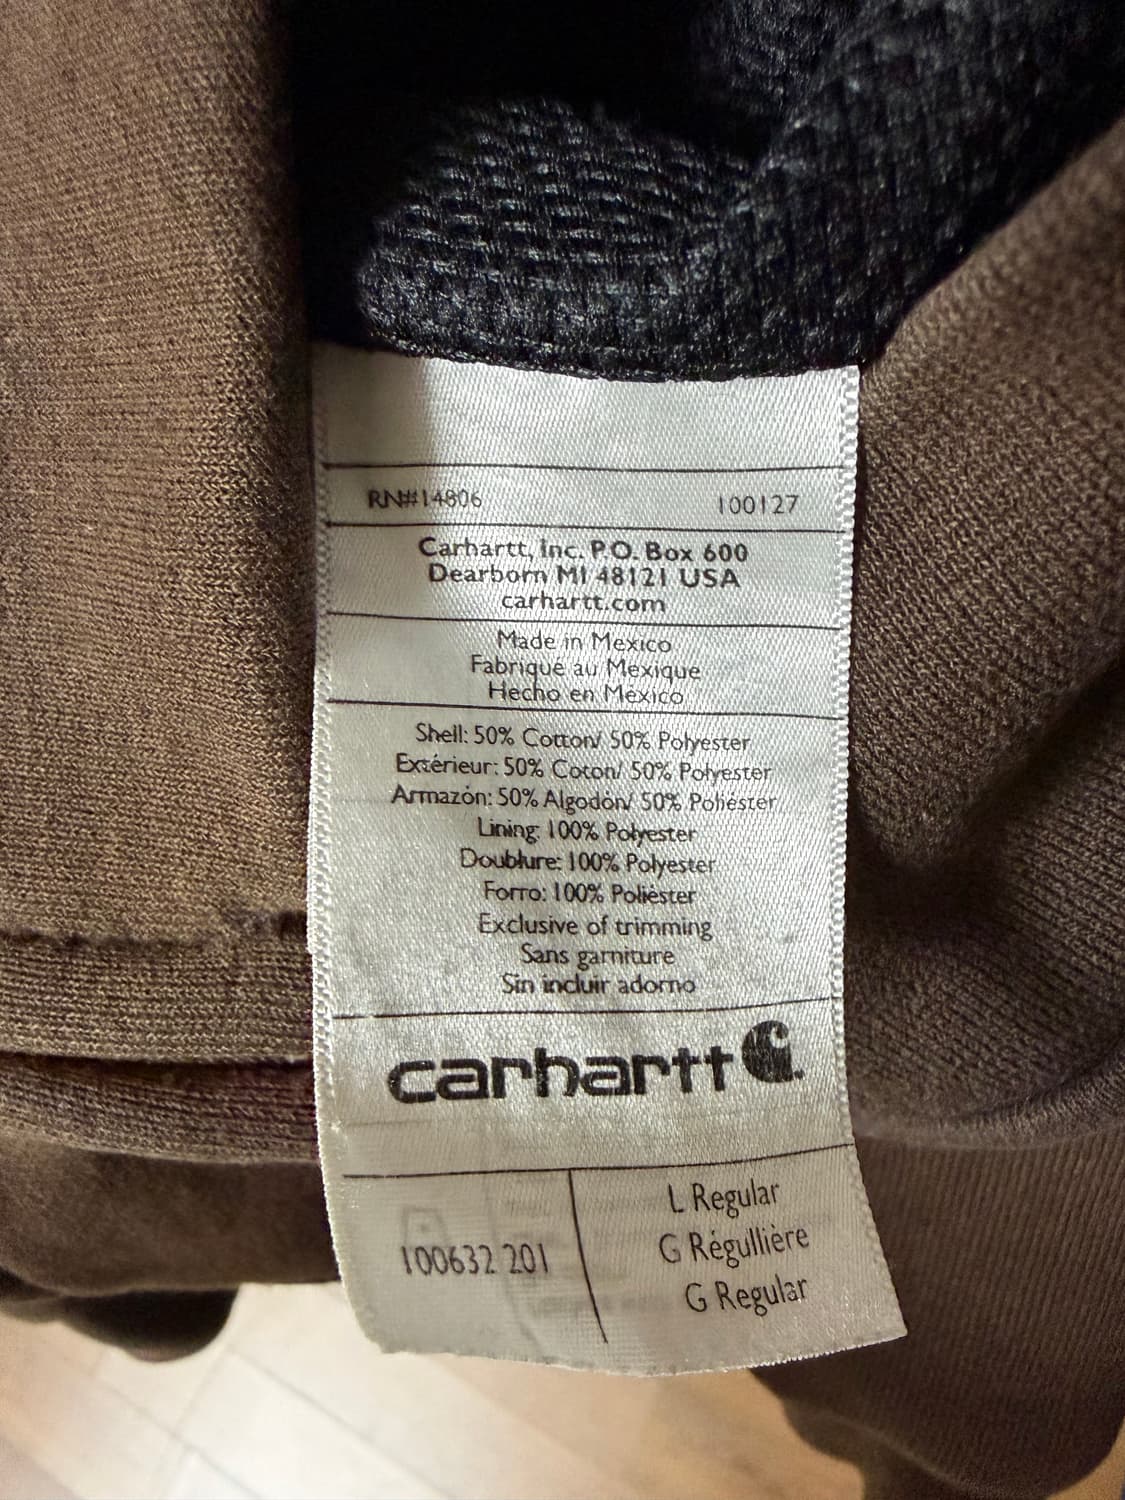 RN#14806 100127
Carhartt, Inc. P.O. Box 600
Dearborn MI 48121 USA
carhartt.com
Made in Mexico
Fabriqué au Mexique
Hecho en México
Shell: 50% Cotton/ 50% Polyester
Extérieur: 50% Coton/ 50% Polyester
Armazón: 50% Algodón/ 50% Poliéster
Lining: 100% Polyester
Doublure: 100% Polyester
Forro: 100% Poliéster
Exclusive of trimming
Sans garniture
Sin incluir adorno
carhartt
100632 201
L Regular
G Régullière
G Regular